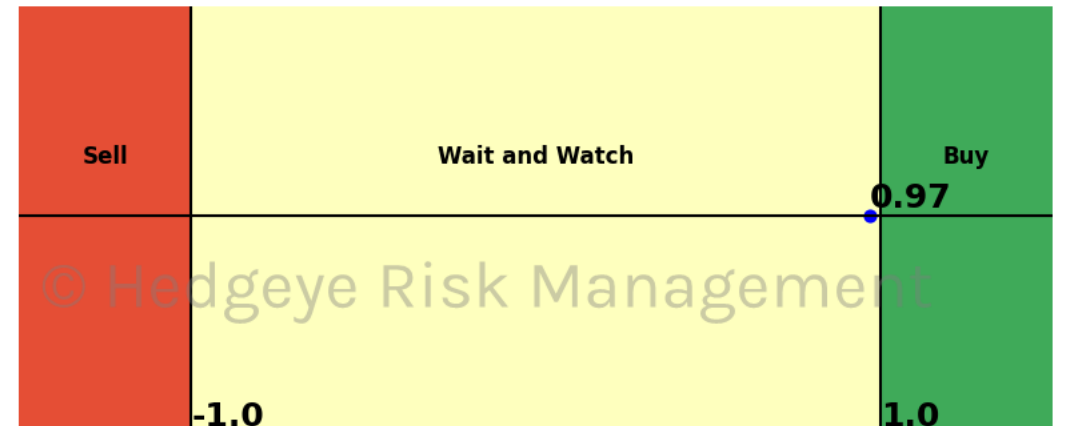 Sell
Wait and Watch
Buy
0.97
© Hedgeye Risk Management
-1.0
1.0